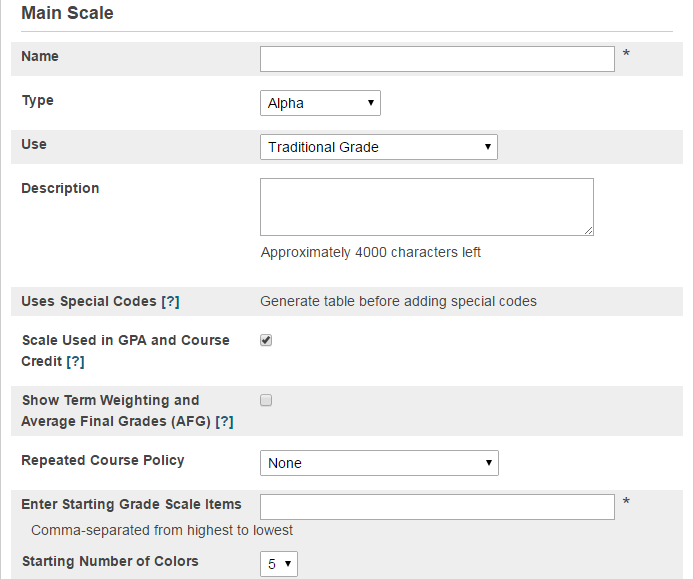 Main Scale
Name *
Type Alpha
Use Traditional Grade
Description
Approximately 4000 characters left
Uses Special Codes [?] Generate table before adding special codes
Scale Used in GPA and Course
Credit [?]
Show Term Weighting and
Average Final Grades (AFG) [?]
Repeated Course Policy None
Enter Starting Grade Scale Items *
Comma-separated from highest to lowest
Starting Number of Colors 5